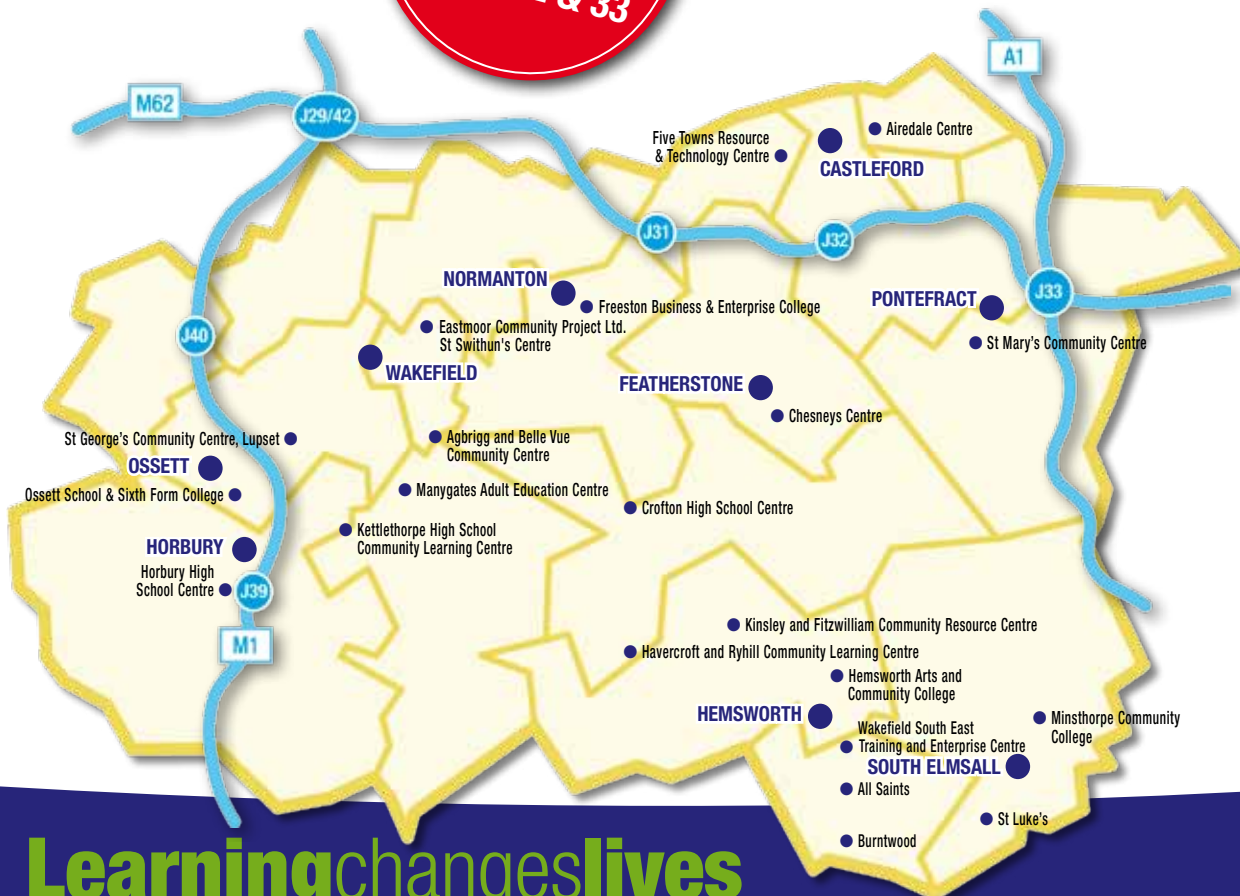 & 33
A1
M62
J29/42
Airedale Centre
Five Towns Resource
& Technology Centre
CASTLEFORD
J31
J32
NORMANTON
Freeston Business & Enterprise College
PONTEFRACT
J33
Eastmoor Community Project Ltd.
St Swithun's Centre
J40
St Mary's Community Centre
WAKEFIELD
FEATHERSTONE
Chesneys Centre
St George's Community Centre, Lupset
Agbrigg and Belle Vue
Community Centre
OSSETT
Ossett School & Sixth Form College
Manygates Adult Education Centre
Crofton High School Centre
Kettlethorpe High School
Community Learning Centre
HORBURY
Horbury High
School Centre
J39
M1
Kinsley and Fitzwilliam Community Resource Centre
Havercroft and Ryhill Community Learning Centre
Hemsworth Arts and
Community College
HEMSWORTH
Minsthorpe Community
College
Wakefield South East
Training and Enterprise Centre
SOUTH ELMSALL
All Saints
St Luke's
Burntwood
Learningchangeslives